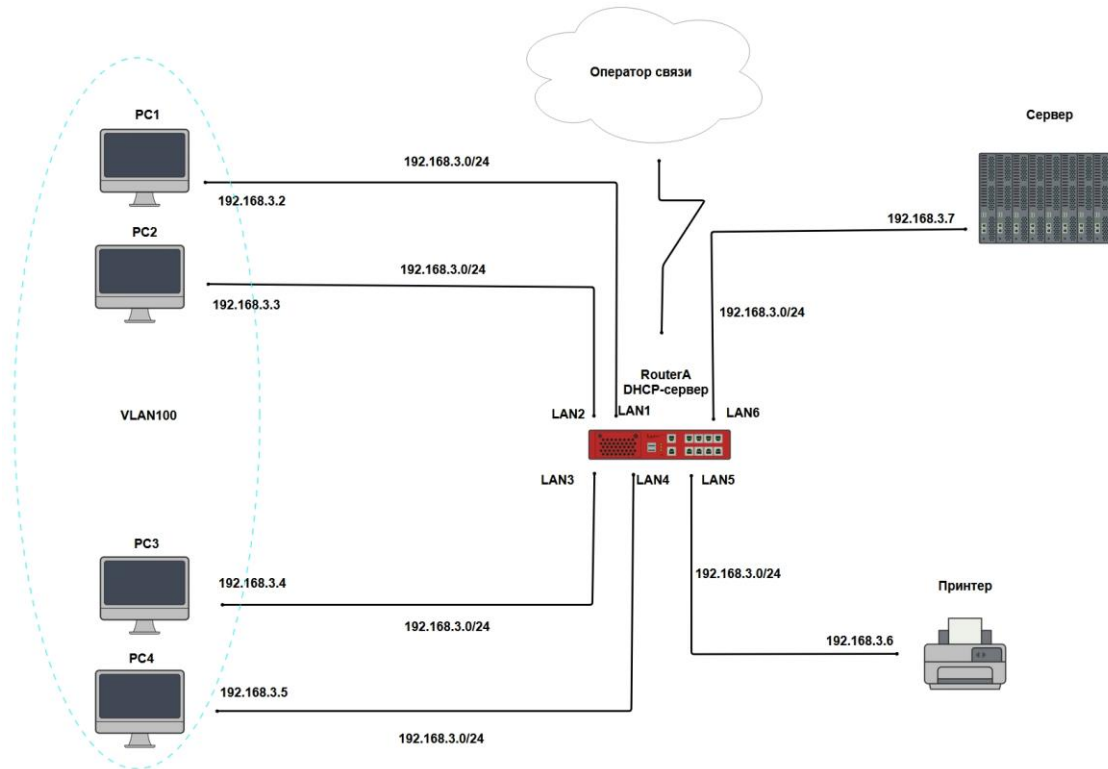 Оператор связи
PC1
Сервер
192.168.3.0/24
192.168.3.2
192.168.3.7
PC2
192.168.3.0/24
192.168.3.3
192.168.3.0/24
RouterA
DHCP-сервер
VLAN100
LAN2
LAN1
LAN6
LAN3
LAN4
LAN5
PC3
192.168.3.4
192.168.3.0/24
192.168.3.0/24
Принтер
192.168.3.6
PC4
192.168.3.5
192.168.3.0/24